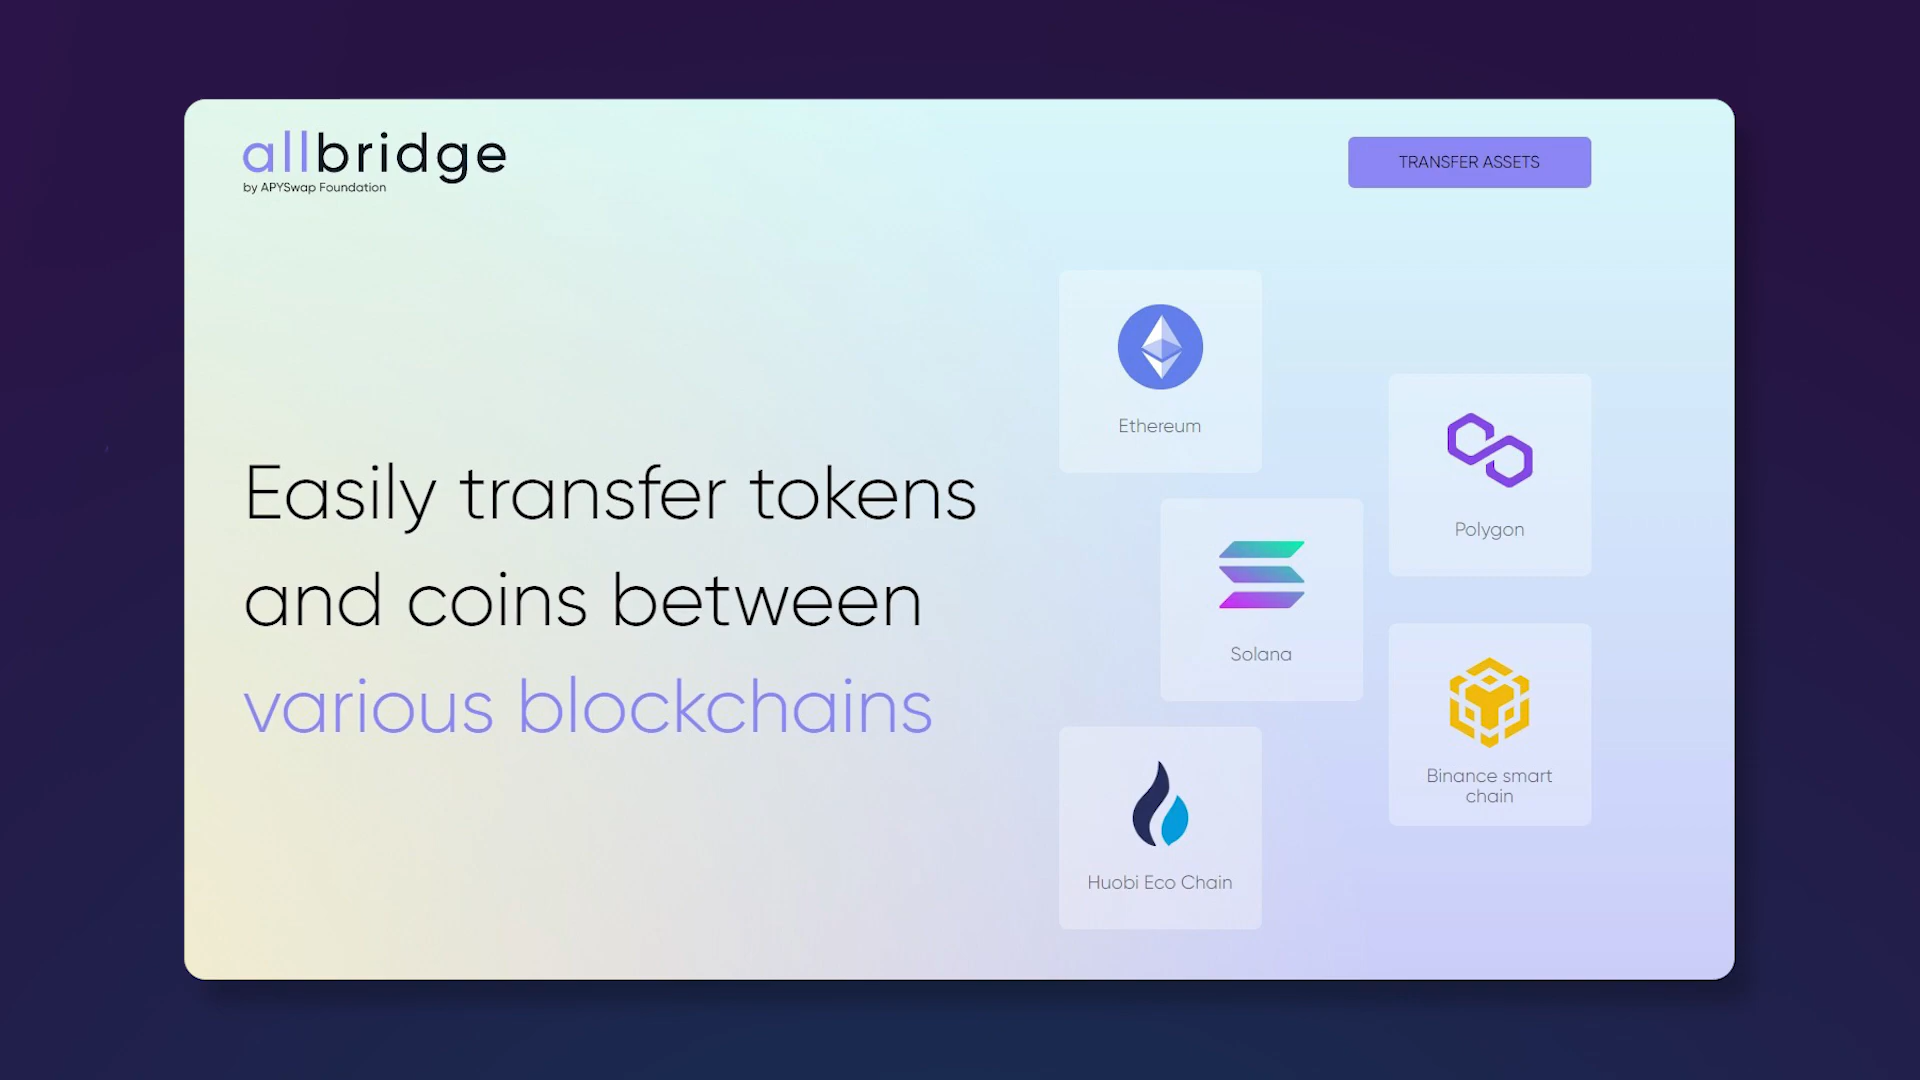 allbridge
by APYSwap Foundation
TRANSFER ASSETS
Easily transfer tokens
and coins between
various blockchains
Ethereum
Polygon
Solana
Binance smart
chain
Huobi Eco Chain